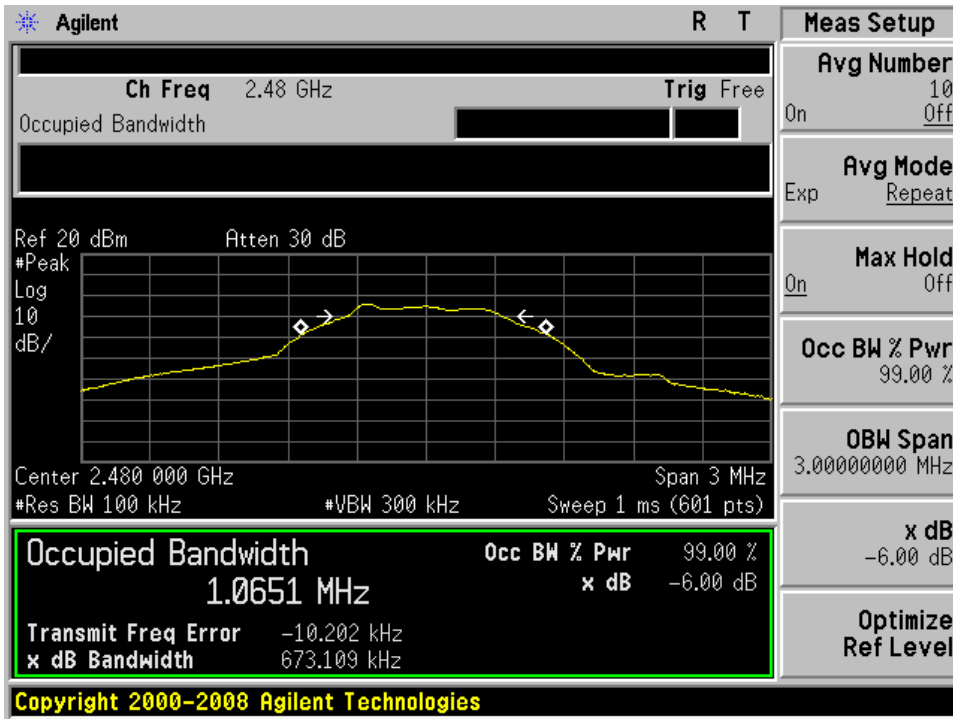 Agilent R T
Ch Freq 2.48 GHz Trig Free
Occupied Bandwidth
Ref 20 dBm Atten 30 dB
#Peak
Log
10
dB/
Center 2.480 000 GHz Span 3 MHz
#Res BW 100 kHz #VBW 300 kHz Sweep 1 ms (601 pts)
Occupied Bandwidth Occ BW % Pwr 99.00 %
1.0651 MHz x dB -6.00 dB
Transmit Freq Error -10.202 kHz
x dB Bandwidth 673.109 kHz
Copyright 2000-2008 Agilent Technologies
Meas Setup
Avg Number
10
On Off
Avg Mode
Exp Repeat
Max Hold
On Off
Occ BW % Pwr
99.00 %
OBW Span
3.00000000 MHz
x dB
-6.00 dB
Optimize
Ref Level